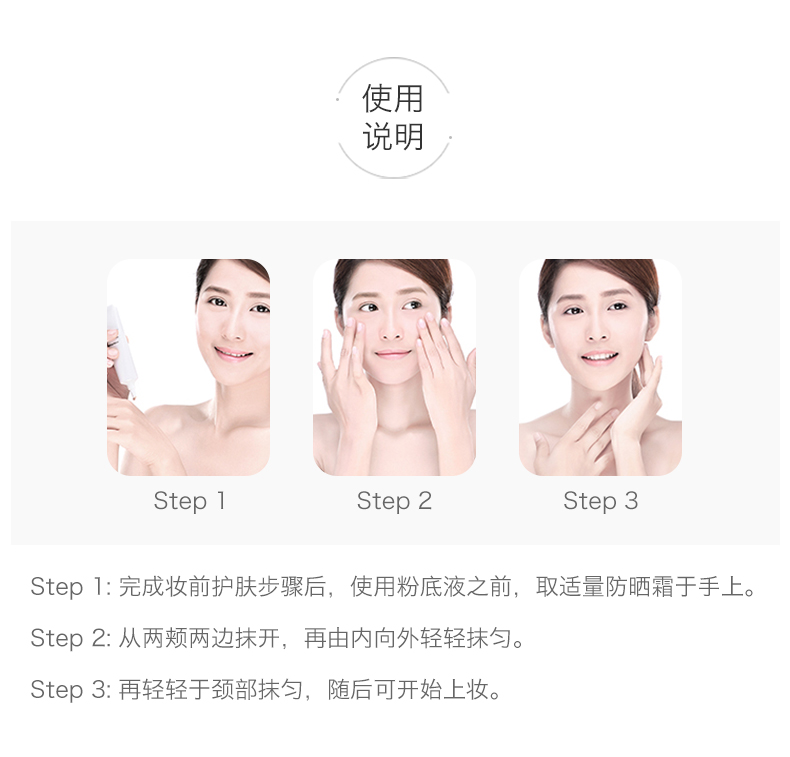 使用
说明
Step 1
Step 2
Step 3
Step 1: 完成妆前护肤步骤后，使用粉底液之前，取适量防晒霜于手上。
Step 2: 从两颊两边抹开，再由内向外轻轻抹匀。
Step 3: 再轻轻于颈部抹匀，随后可开始上妆。